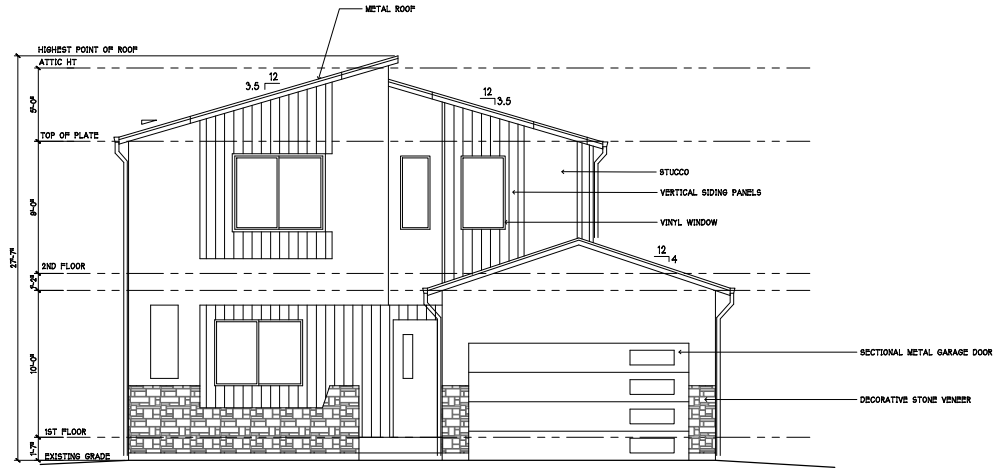 METAL ROOF
HIGHEST POINT OF ROOF
ATTIC HT
12
3.5
12
3.5
5'-0"
TOP OF PLATE
STUCCO
VERTICAL SIDING PANELS
9'-0"
VINYL WINDOW
27'-7"
12
4
2ND FLOOR
1'-2"
10'-0"
SECTIONAL METAL GARAGE DOOR
DECORATIVE STONE VENEER
1ST FLOOR
1'-7"
EXISTING GRADE